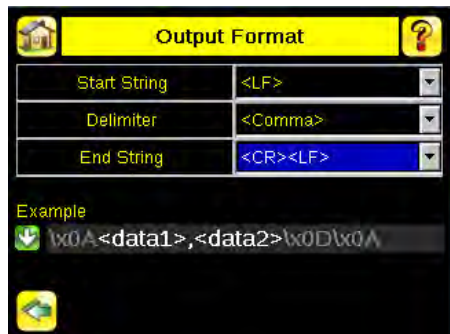 Output Format
?
Start String <LF>
Delimiter <Comma>
End String <CR><LF>
Example
\x0A<data1>,<data2>\x0D\x0A